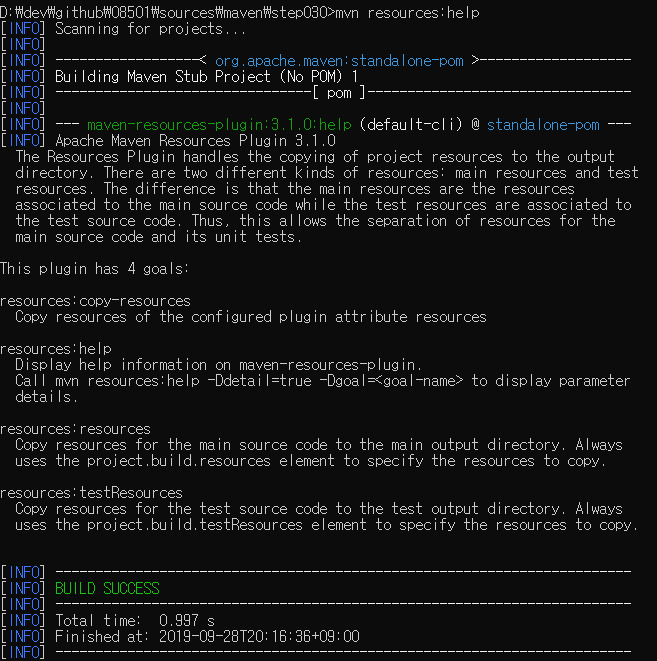 D:₩dev₩github₩08501₩sources₩maven₩step030>mvn resources:help
[INFO] Scanning for projects...
[INFO]
[INFO] ------------------< org.apache.maven:standalone-pom >-------------------
[INFO] Building Maven Stub Project (No POM) 1
[INFO] --------------------------------[ pom ]---------------------------------
[INFO]
[INFO] --- maven-resources-plugin:3.1.0:help (default-cli) @ standalone-pom ---
[INFO] Apache Maven Resources Plugin 3.1.0
  The Resources Plugin handles the copying of project resources to the output
  directory. There are two different kinds of resources: main resources and test
  resources. The difference is that the main resources are the resources
  associated to the main source code while the test resources are associated to
  the test source code. Thus, this allows the separation of resources for the
  main source code and its unit tests.

This plugin has 4 goals:

resources:copy-resources
  Copy resources of the configured plugin attribute resources

resources:help
  Display help information on maven-resources-plugin.
  Call mvn resources:help -Ddetail=true -Dgoal=<goal-name> to display parameter
  details.

resources:resources
  Copy resources for the main source code to the main output directory. Always
  uses the project.build.resources element to specify the resources to copy.

resources:testResources
  Copy resources for the test source code to the test output directory. Always
  uses the project.build.testResources element to specify the resources to copy.

[INFO] ------------------------------------------------------------------------
[INFO] BUILD SUCCESS
[INFO] ------------------------------------------------------------------------
[INFO] Total time:  0.997 s
[INFO] Finished at: 2019-09-28T20:16:36+09:00
[INFO] ------------------------------------------------------------------------